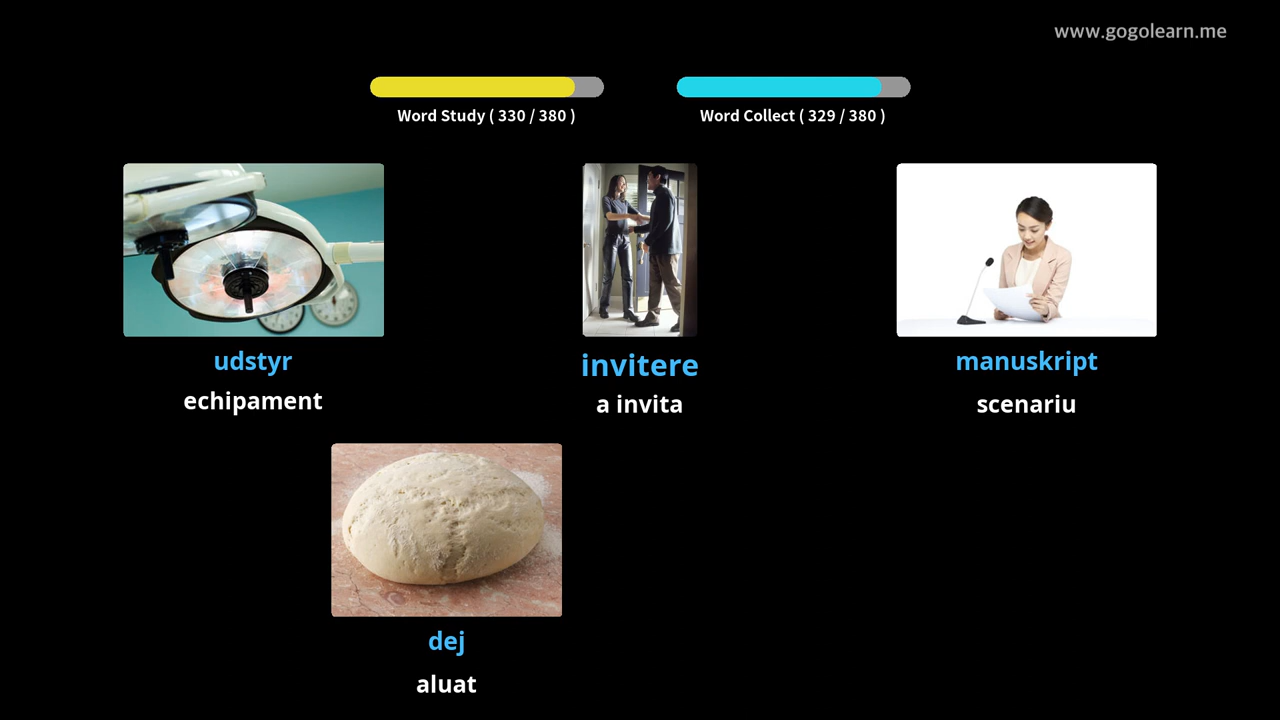 www.gogolearn.me
Word Study ( 330 / 380 )
Word Collect ( 329 / 380 )
udstyr
echipament
invitere
a invita
manuskript
scenariu
dej
aluat